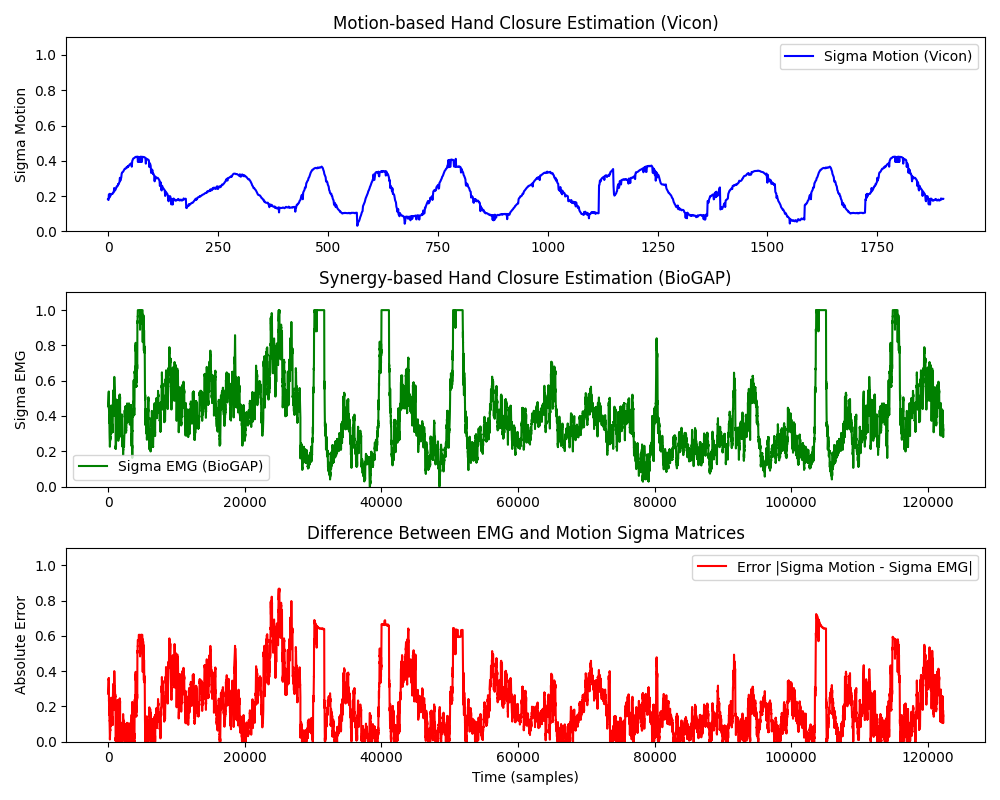 Motion-based Hand Closure Estimation (Vicon)
Sigma Motion
1.0
0.8
0.6
0.4
0.2
0.0
Sigma Motion (Vicon)
0 250 500 750 1000 1250 1500 1750
Synergy-based Hand Closure Estimation (BioGAP)
Sigma EMG
1.0
0.8
0.6
0.4
0.2
0.0
Sigma EMG (BioGAP)
0 20000 40000 60000 80000 100000 120000
Difference Between EMG and Motion Sigma Matrices
Absolute Error
1.0
0.8
0.6
0.4
0.2
0.0
Error |Sigma Motion - Sigma EMG|
0 20000 40000 60000 80000 100000 120000
Time (samples)